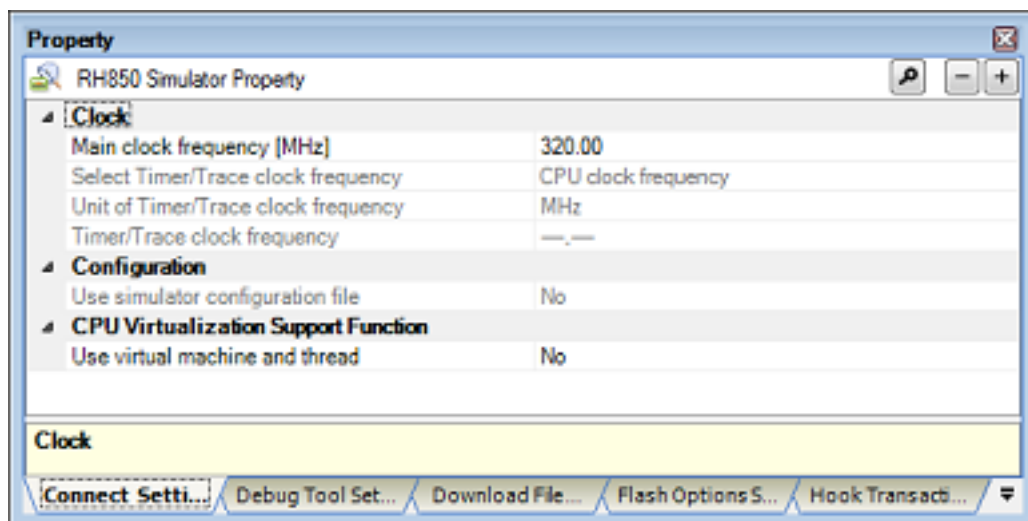 Property
RH850 Simulator Property
Clock
Main clock frequency [MHz] 320.00
Select Timer/Trace clock frequency CPU clock frequency
Unit of Timer/Trace clock frequency MHz
Timer/Trace clock frequency —.—
Configuration
Use simulator configuration file No
CPU Virtualization Support Function
Use virtual machine and thread No
Clock
Connect Setti... Debug Tool Set... Download File... Flash Options S... Hook Transacti...